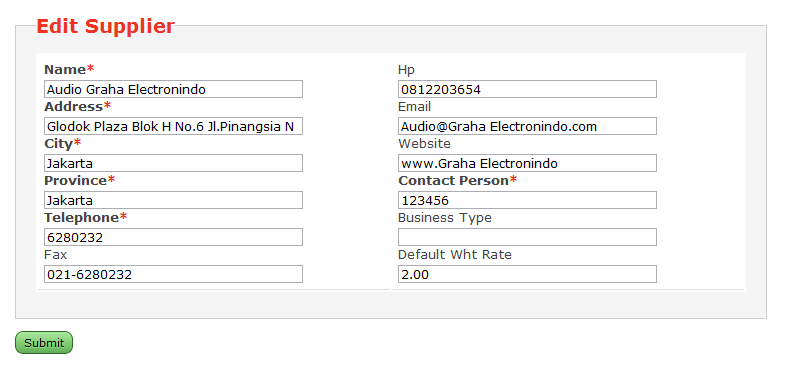 Edit Supplier
Name*
Audio Graha Electronindo
Address*
Glodok Plaza Blok H No.6 Jl.Pinangsia N
City*
Jakarta
Province*
Jakarta
Telephone*
6280232
Fax
021-6280232
Hp
0812203654
Email
Audio@Graha Electronindo.com
Website
www.Graha Electronindo
Contact Person*
123456
Business Type
Default Wht Rate
2.00
Submit